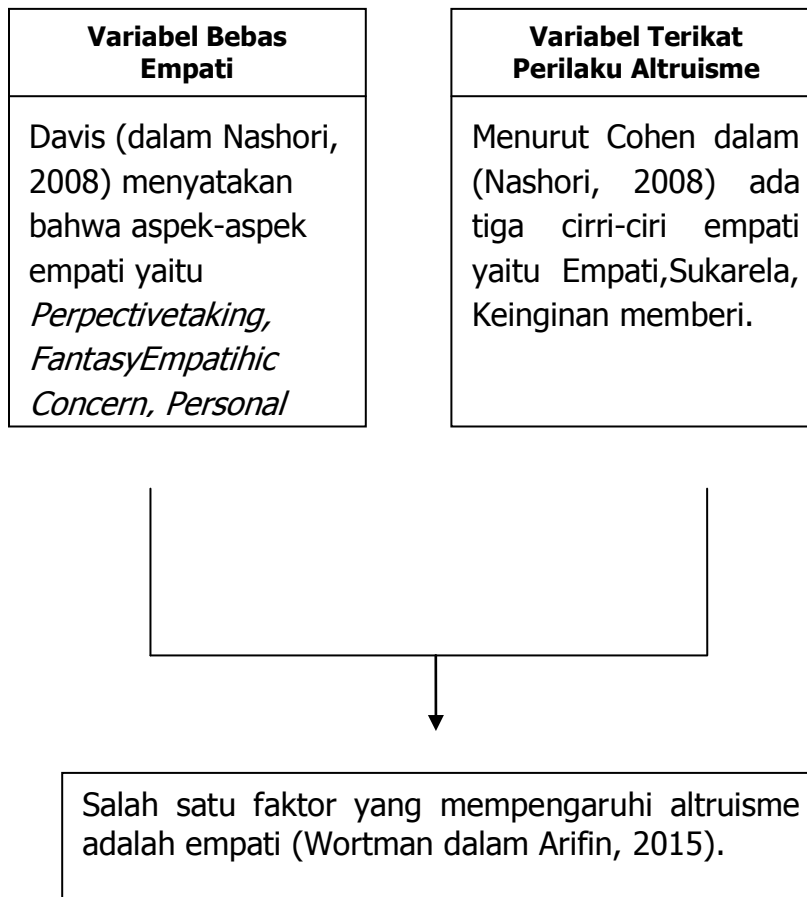 Variabel Bebas
Empati
Davis (dalam Nashori,
2008) menyatakan
bahwa aspek-aspek
empati yaitu
Perpectivetaking,
FantasyEmpatihic
Concern, Personal
Variabel Terikat
Perilaku Altruisme
Menurut Cohen dalam
(Nashori, 2008) ada
tiga cirri-ciri empati
yaitu Empati,Sukarela,
Keinginan memberi.
Salah satu faktor yang mempengaruhi altruisme
adalah empati (Wortman dalam Arifin, 2015).